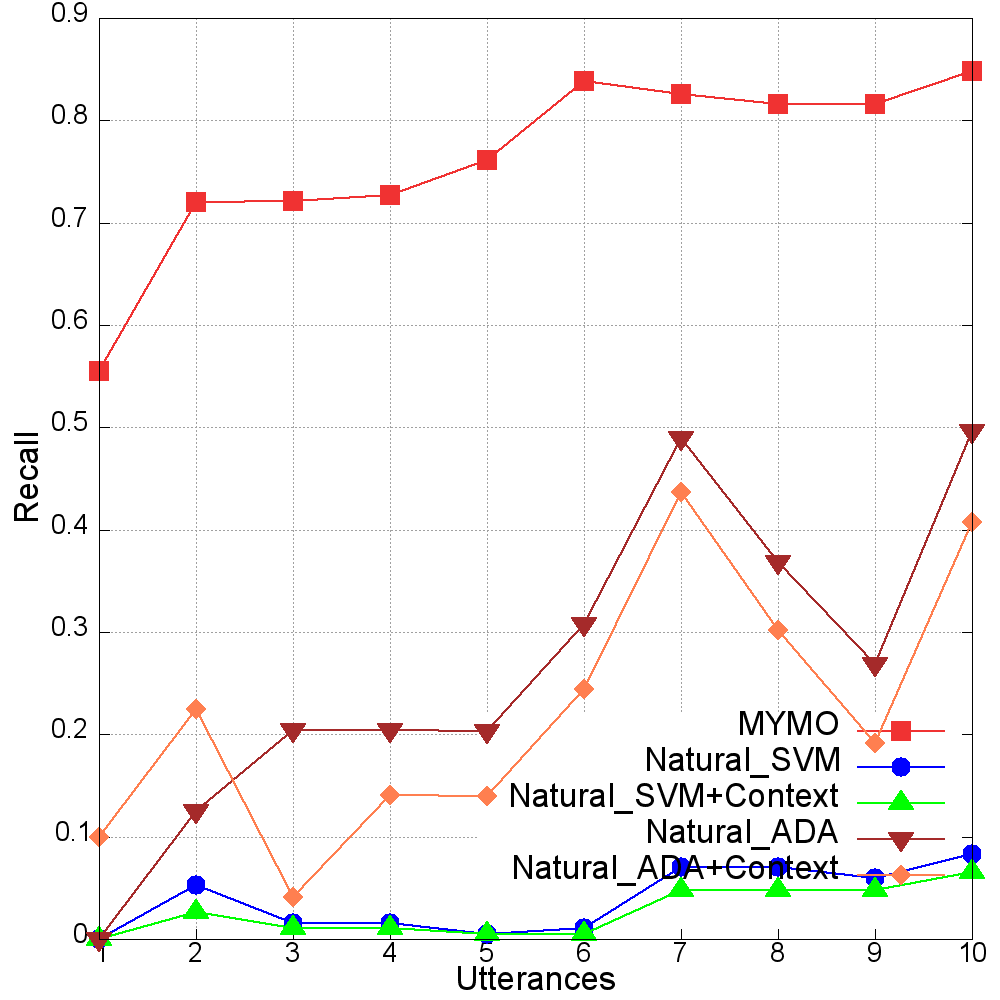 0.9
0.8
0.7
0.6
0.5
0.4
0.3
0.2
0.1
0
Recall
MYMO
Natural_SVM
Natural_SVM+Context
Natural_ADA
Natural_ADA+Context
1 2 3 4 5 6 7 8 9 10
Utterances